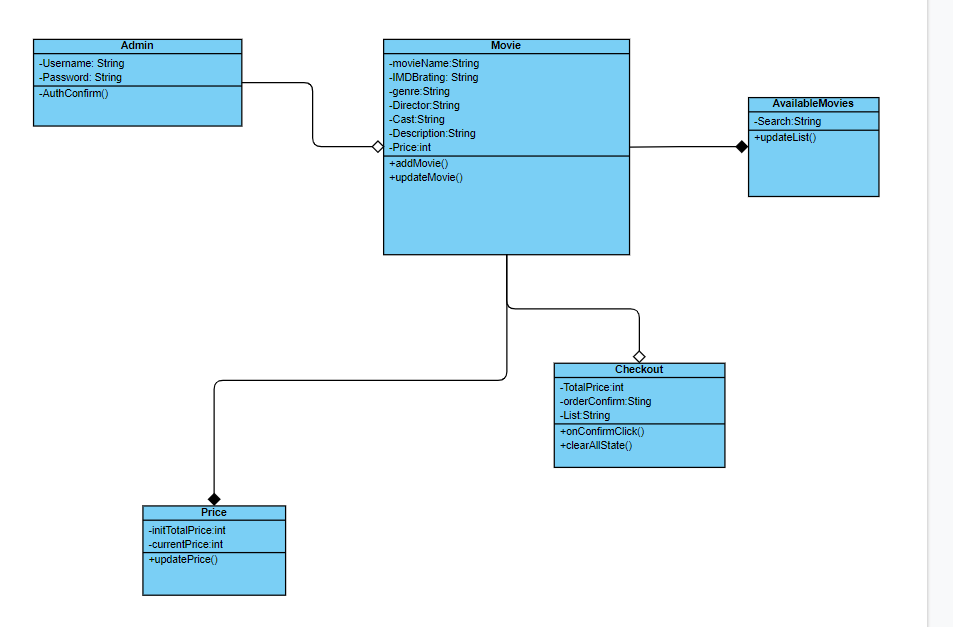 Admin
-Username: String
-Password: String
-AuthConfirm()
Movie
-movieName:String
-IMDBrating: String
-genre:String
-Director:String
-Cast:String
-Description:String
-Price:int
+addMovie()
+updateMovie()
AvailableMovies
-Search:String
+updateList()
Checkout
-TotalPrice:int
-orderConfirm:Sting
-List:String
+onConfirmClick()
+clearAllState()
Price
-initTotalPrice:int
-currentPrice:int
+updatePrice()